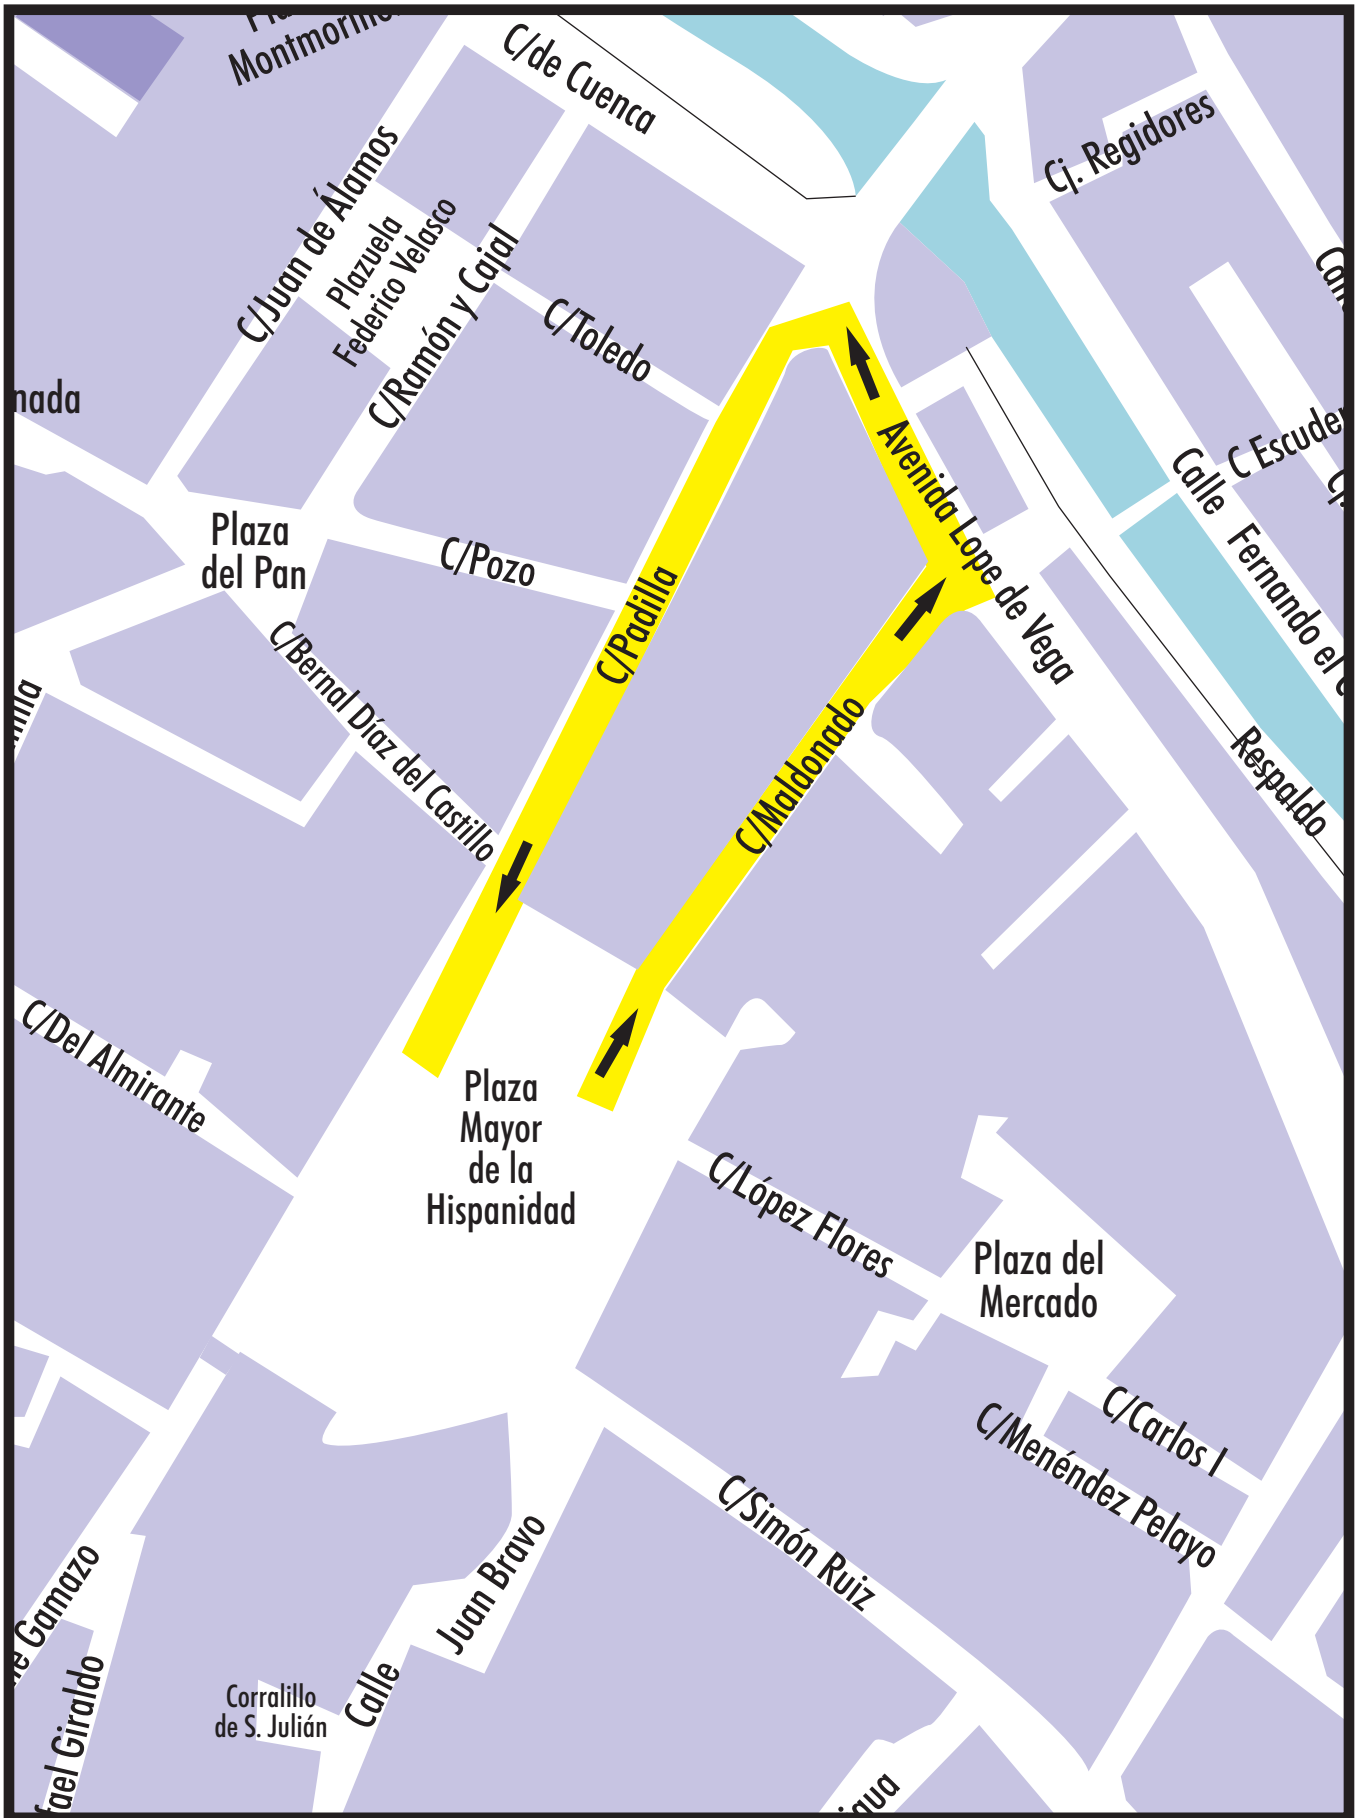 Montmorillo
C/de Cuenca
Cj. Regidores
C/Juan de Álamos
Plazuela
Federico Velasco
C/Ramón y Cajal
C/Toledo
nada
Avenida Lope de Vega
C Escuder
Calle Fernando el C
Plaza
del Pan
C/Pozo
C/Padilla
C/Bernal Díaz del Castillo
C/Maldonado
Respaldo
C/Del Almirante
Plaza
Mayor
de la
Hispanidad
C/López Flores
Plaza del
Mercado
C/Carlos I
C/Menéndez Pelayo
C/Simón Ruiz
Calle Juan Bravo
Corralillo
de S. Julián
e Gamazo
fael Giraldo
igua